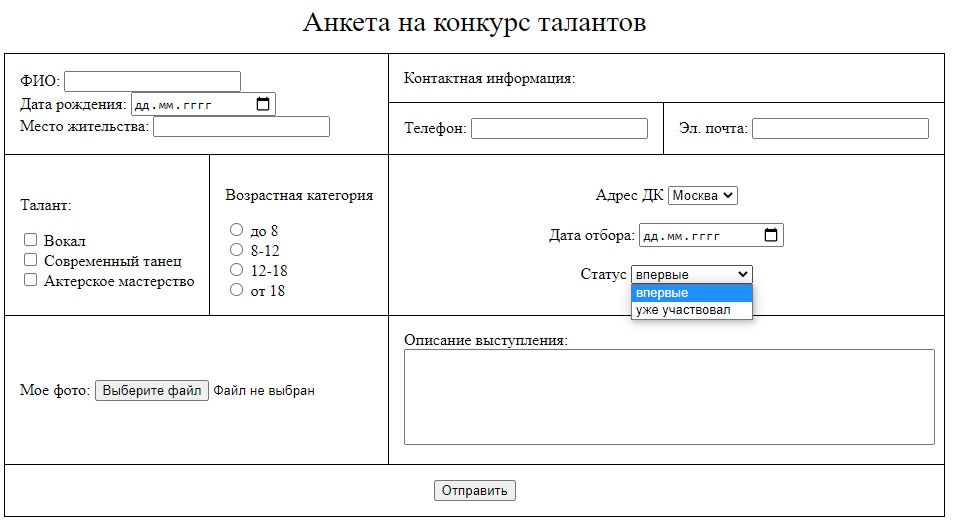 Анкета на конкурс талантов
ФИО:
Дата рождения: дд.мм.гггг
Место жительства:
Контактная информация:
Телефон:
Эл. почта:
Талант:
Вокал
Современный танец
Актерское мастерство
Возрастная категория
до 8
8-12
12-18
от 18
Адрес ДК Москва
Дата отбора: дд.мм.гггг
Статус впервые
впервые
уже участвовал
Мое фото: Выберите файл Файл не выбран
Описание выступления:
Отправить